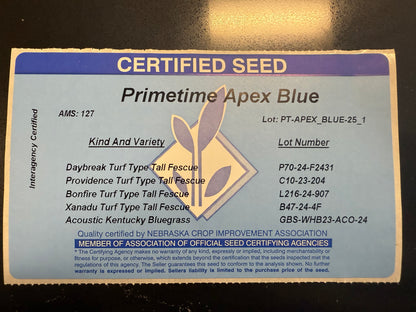 CERTIFIED SEED
Primetime Apex Blue
AMS: 127
Lot: PT-APEX_BLUE-25_1
Interagency Certified
Kind And Variety Lot Number
Daybreak Turf Type Tall Fescue P70-24-F2431
Providence Turf Type Tall Fescue C10-23-204
Bonfire Turf Type Tall Fescue L216-24-907
Xanadu Turf Type Tall Fescue B47-24-4F
Acoustic Kentucky Bluegrass GBS-WHB23-ACO-24
Quality certified by NEBRASKA CROP IMPROVEMENT ASSOCIATION
MEMBER OF ASSOCIATION OF OFFICIAL SEED CERTIFYING AGENCIES
* The Certifying Agency makes no warranty of any kind, expressly or implied, including merchantability or
fitness for purpose, or otherwise, which extends beyond the certification that the seeds inspected met the
regulations of this agency. The Seller guarantees this seed to conform to the analysis shown. No further
warranty is expressed or implied. Sellers liability is limited to the purchase price of the seed.